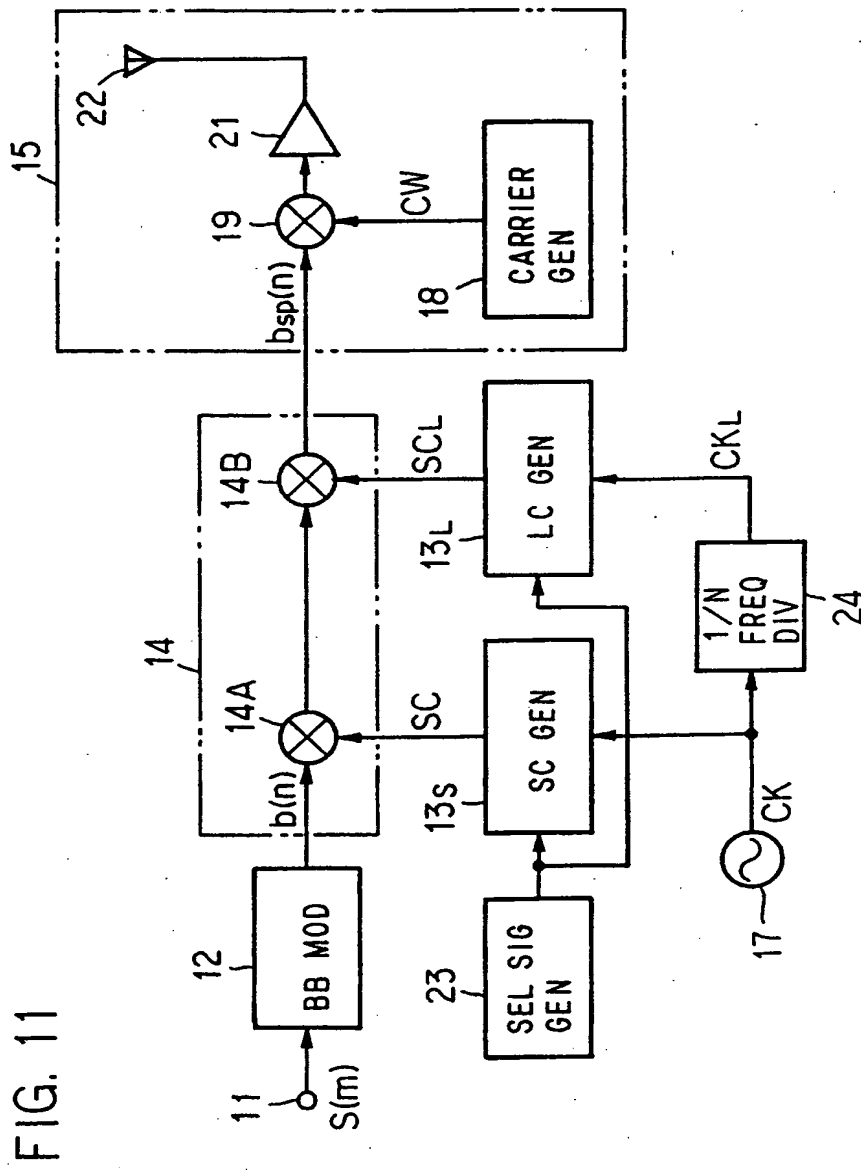 FIG. 11
11
S(m)
12
BB MOD
b(n)
14
14A
14B
bsp(n)
15
19
21
22
CW
18
CARRIER
GEN
SC
SCL
13S
SC GEN
13L
LC GEN
23
SEL SIG
GEN
17
CK
1/N
FREQ
DIV
24
CKL